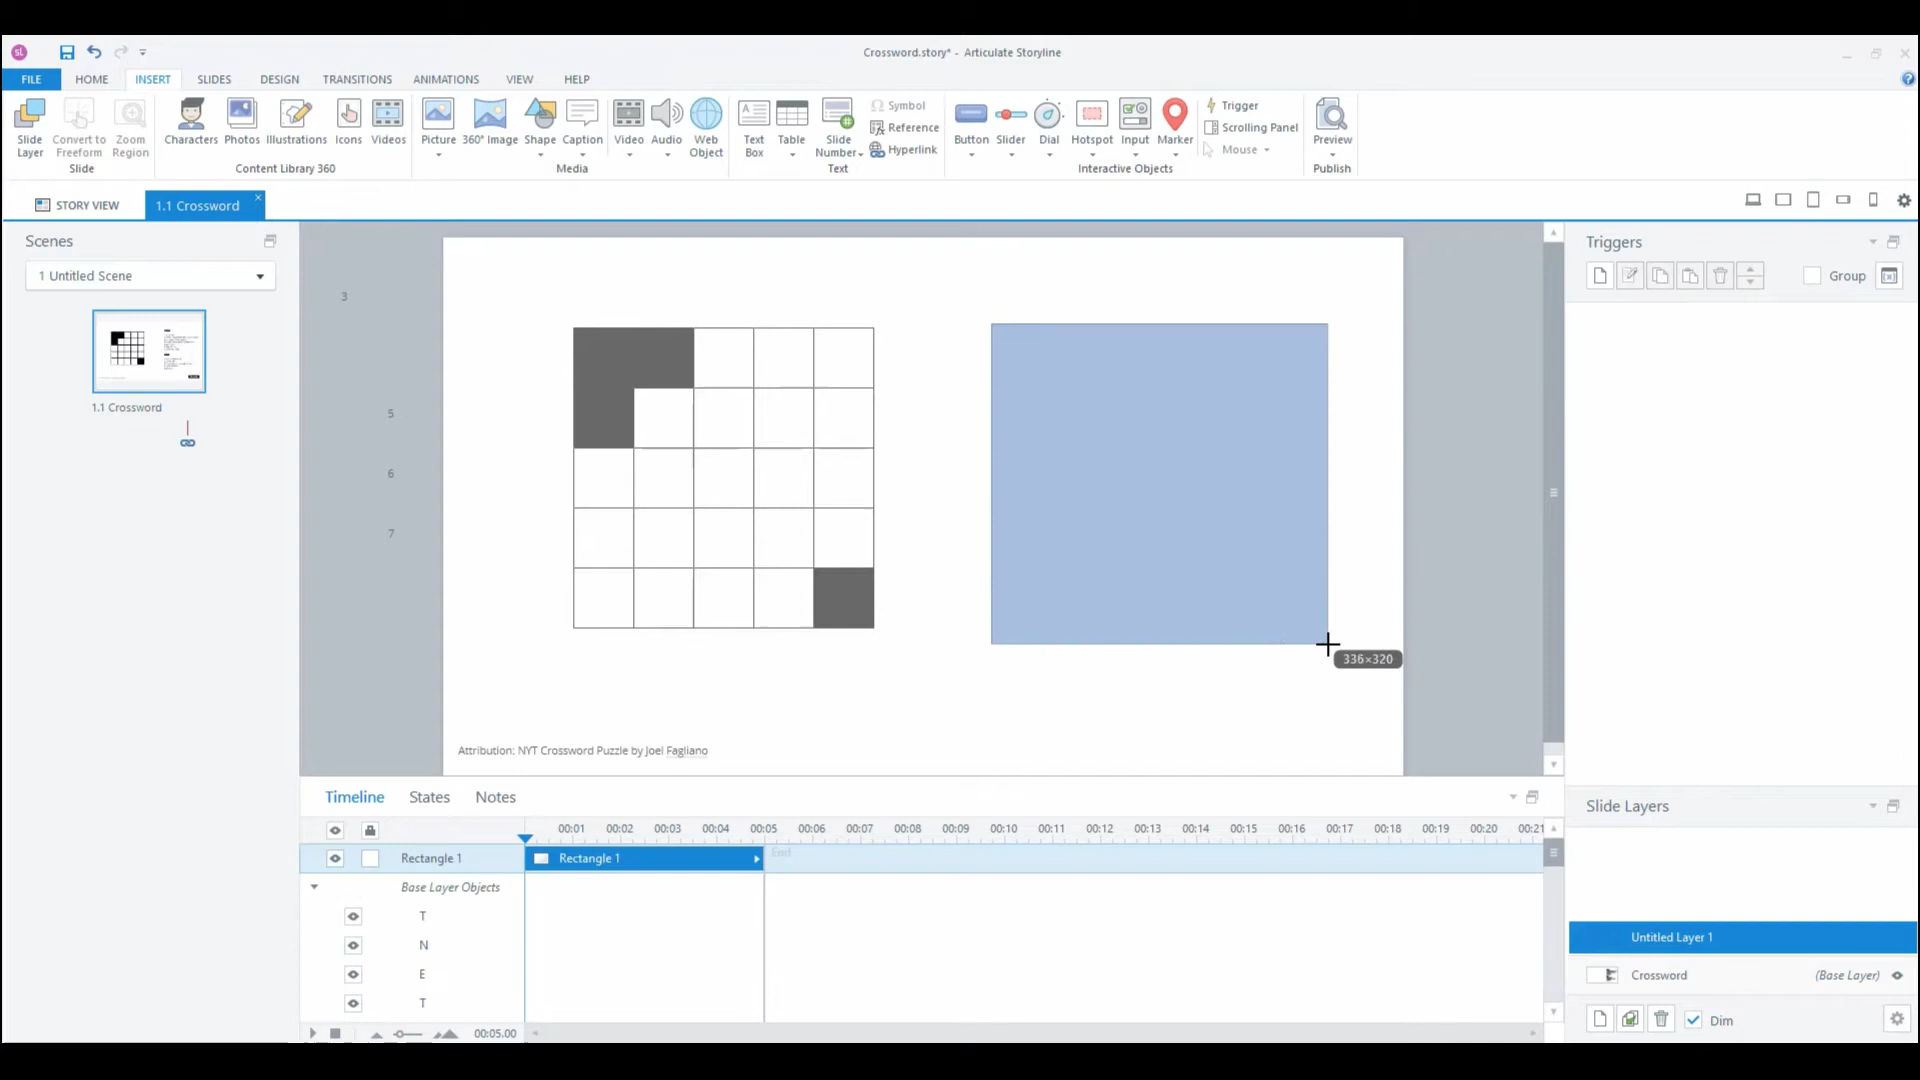 sl
Crossword.story* - Articulate Storyline
FILE HOME INSERT SLIDES DESIGN TRANSITIONS ANIMATIONS VIEW HELP
Slide Layer
Convert to Freeform
Zoom Region
Slide
Characters
Photos
Illustrations
Icons
Videos
Content Library 360
Picture
360° Image
Shape
Caption
Video
Audio
Web Object
Media
Text Box
Table
Slide Number
Symbol
Reference
Hyperlink
Text
Button
Slider
Dial
Hotspot
Input
Marker
Trigger
Scrolling Panel
Mouse
Interactive Objects
Preview
Publish
STORY VIEW
1.1 Crossword
Scenes
1 Untitled Scene
1.1 Crossword
3
5
6
7
336×320
Attribution: NYT Crossword Puzzle by Joel Fagliano
Triggers
Group
Timeline States Notes
00:01 00:02 00:03 00:04 00:05 00:06 00:07 00:08 00:09 00:10 00:11 00:12 00:13 00:14 00:15 00:16 00:17 00:18 00:19 00:20 00:21
Rectangle 1
Rectangle 1
End
Base Layer Objects
T
N
E
T
00:05.00
Slide Layers
Untitled Layer 1
Crossword (Base Layer)
Dim